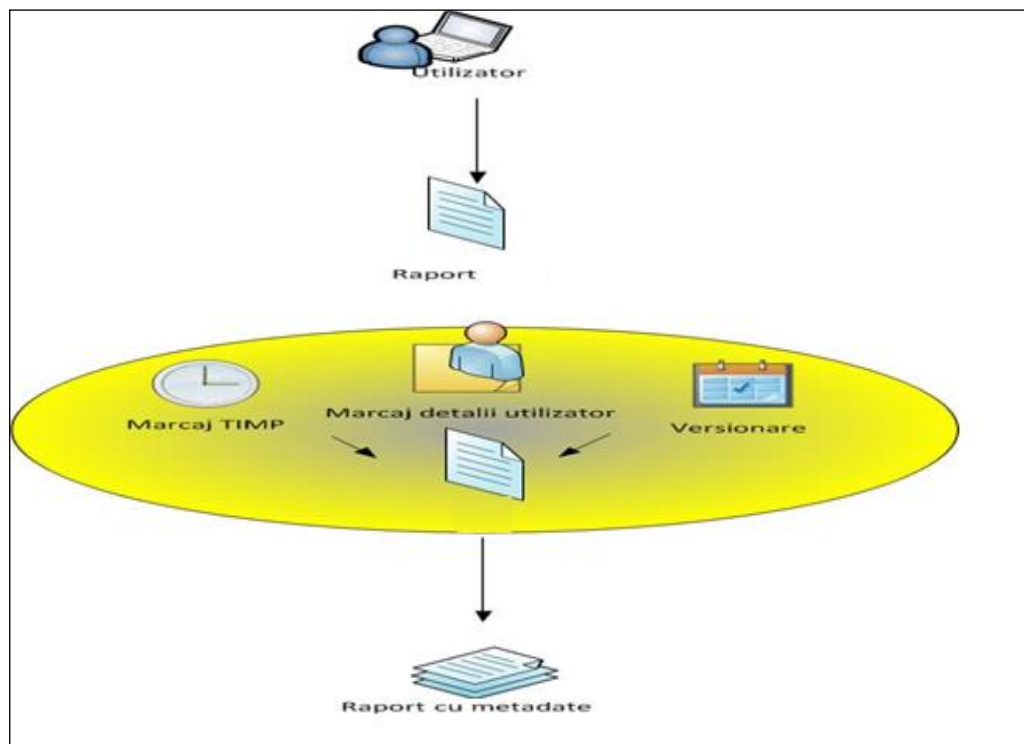 Utilizator
Raport
Marcaj detalii utilizator
Marcaj TIMP
Versionare
Raport cu metadate